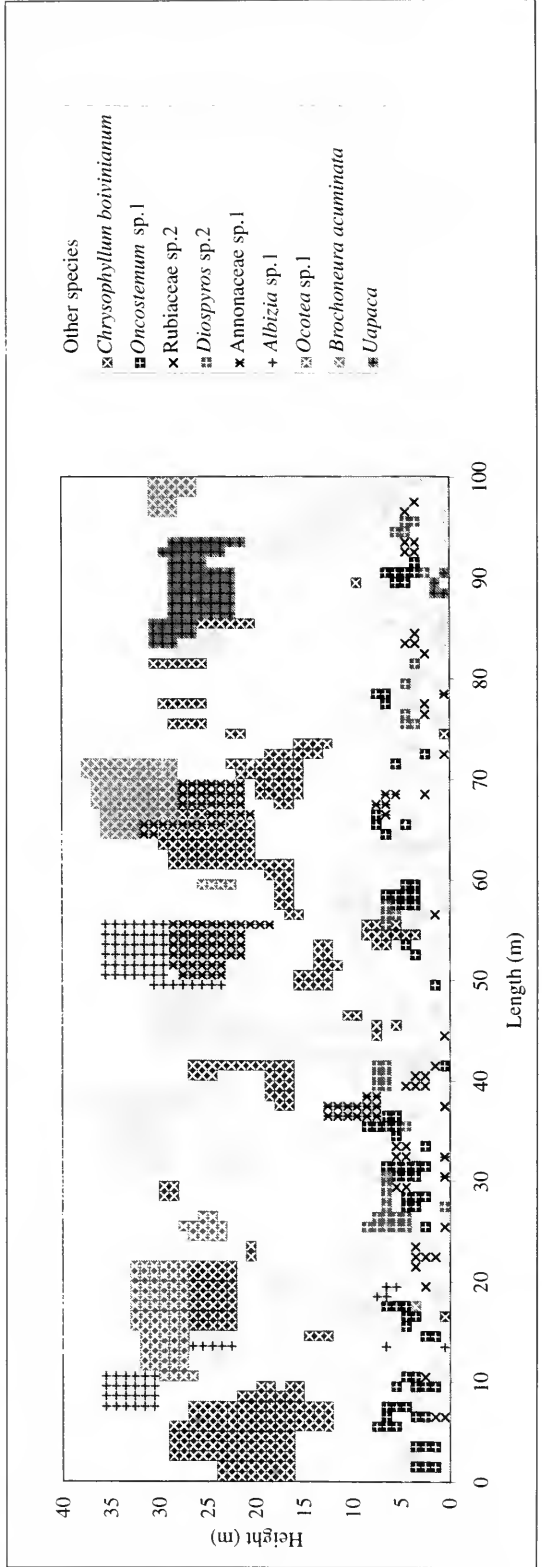 Height (m)
40
35
30
25
20
15
10
5
0
0 10 20 30 40 50 60 70 80 90 100
Length (m)
Other species
Chrysophyllum boivinianum
Oncostemum sp.1
Rubiaceae sp.2
Diospyros sp.2
Annonaceae sp.1
Albizia sp.1
Ocotea sp.1
Brochoneura acuminata
Uapaca